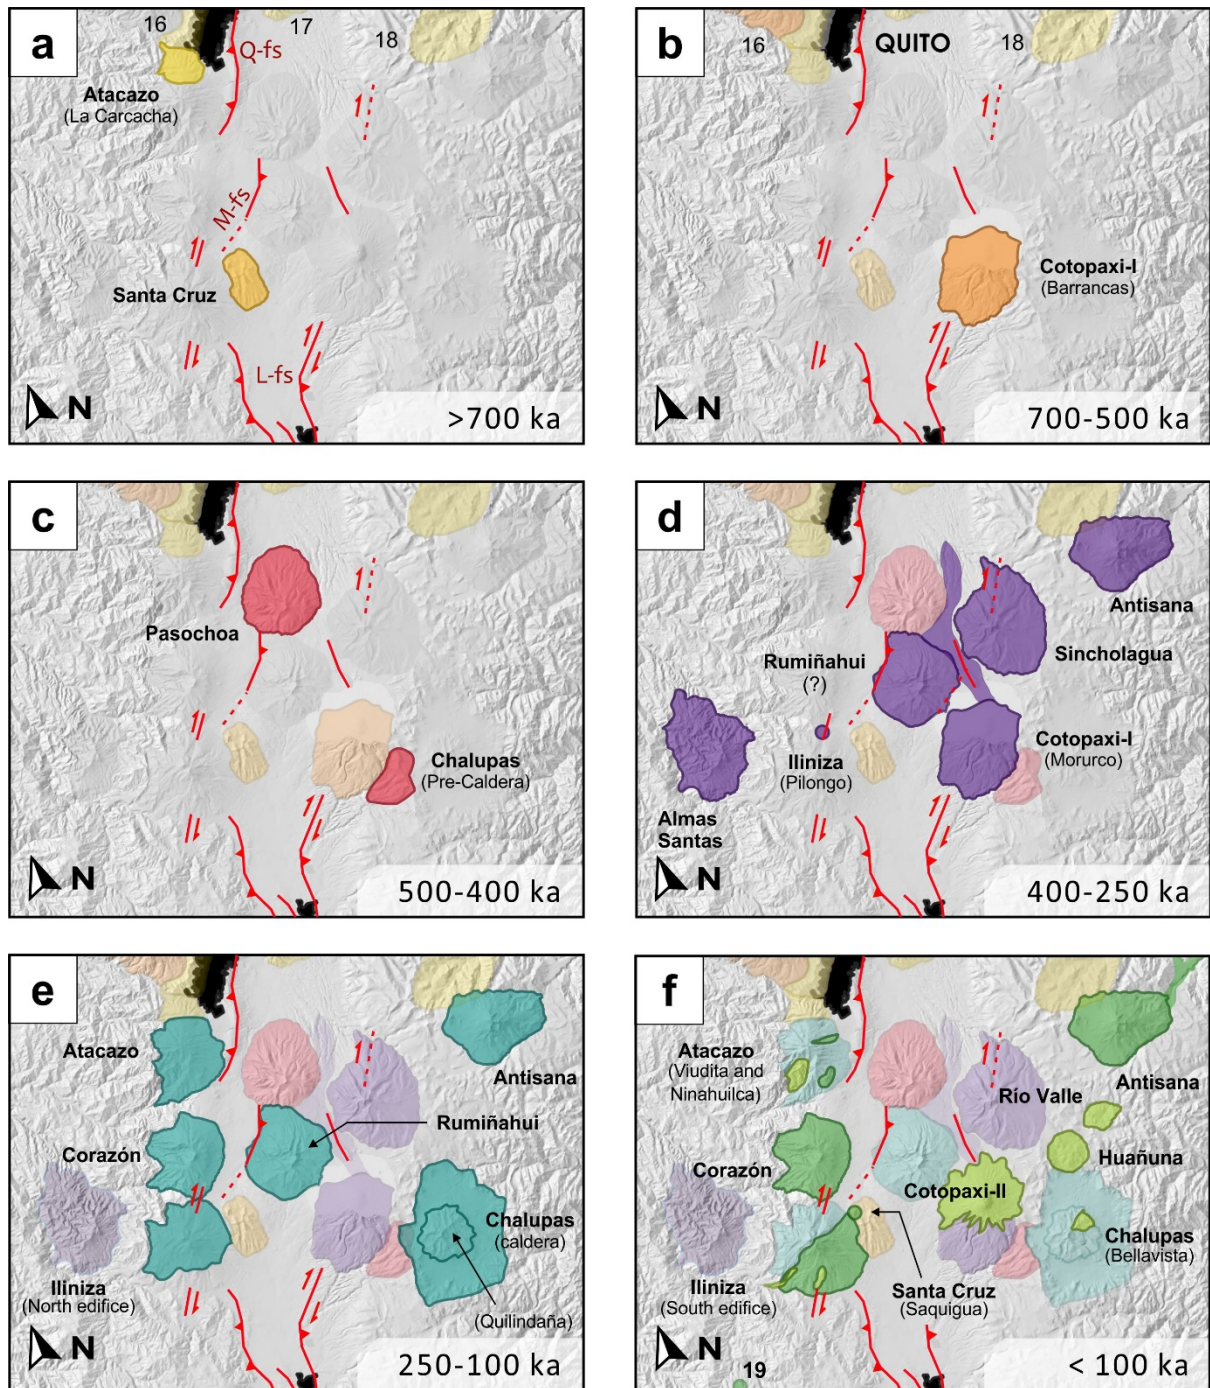 a
16
17
18
Q-fs
Atacazo
(La Carcacha)
M-fs
Santa Cruz
L-fs
N
>700 ka
b
16
QUITO
18
Cotopaxi-I
(Barrancas)
N
700-500 ka
c
Pasochoa
Chalupas
(Pre-Caldera)
N
500-400 ka
d
Antisana
Sincholagua
Rumiñahui
(?)
Iliniza
(Pilongo)
Cotopaxi-I
(Morurco)
Almas
Santas
N
400-250 ka
e
Atacazo
Antisana
Rumiñahui
Corazón
Chalupas
(caldera)
Iliniza
(North edifice)
(Quilindaña)
N
250-100 ka
f
Atacazo
(Viudita and
Ninahuilca)
Antisana
Río Valle
Huañuna
Corazón
Cotopaxi-II
Chalupas
(Bellavista)
Iliniza
(South edifice)
Santa Cruz
(Saquigua)
N
19
< 100 ka